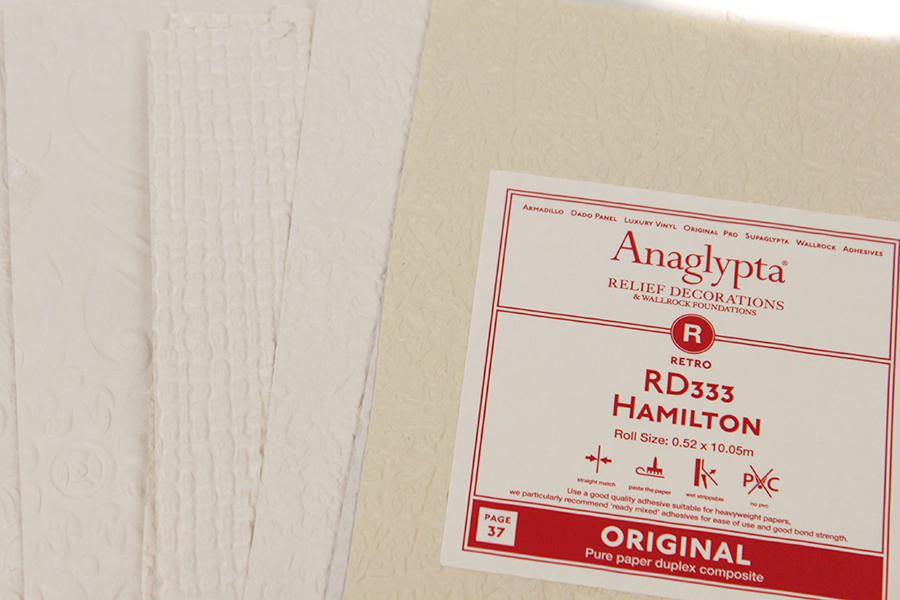 Armadillo Dado Panel Luxury Vinyl Original Pro Supaglypta Wallrock Adhesives
Anaglypta®
RELIEF DECORATIONS
& WALLROCK FOUNDATIONS
R
RETRO
RD333
HAMILTON
Roll Size: 0.52 x 10.05m
straight match paste the paper wet strippable no pvc
PVC
Use a good quality adhesive suitable for heavyweight papers,
we particularly recommend 'ready mixed' adhesives for ease of use and good bond strength.
PAGE
37
ORIGINAL
Pure paper duplex composite